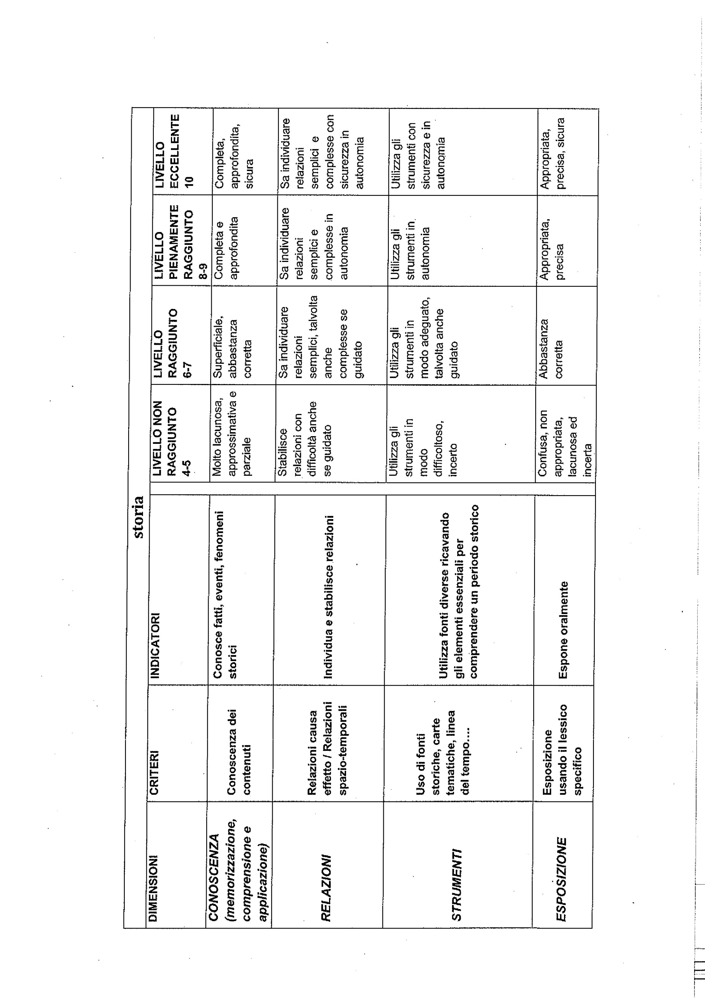 storia
DIMENSIONI
CRITERI
INDICATORI
LIVELLO NON
RAGGIUNTO
4-5
LIVELLO
RAGGIUNTO
6-7
LIVELLO
PIENAMENTE
RAGGIUNTO
8-9
LIVELLO
ECCELLENTE
10
CONOSCENZA
(memorizzazione,
comprensione e
applicazione)
Conoscenza dei
contenuti
Conosce fatti, eventi, fenomeni
storici
Molto lacunosa,
approssimativa e
parziale
Superficiale,
abbastanza
corretta
Completa e
approfondita
Completa,
approfondita,
sicura
RELAZIONI
Relazioni causa
effetto / Relazioni
spazio-temporali
Individua e stabilisce relazioni
Stabilisce
relazioni con
difficoltà anche
se guidato
Sa individuare
relazioni
semplici, talvolta
anche
complesse se
guidato
Sa individuare
relazioni
semplici e
complesse in
autonomia
Sa individuare
relazioni
semplici e
complesse con
sicurezza in
autonomia
STRUMENTI
Uso di fonti
storiche, carte
tematiche, linea
del tempo....
Utilizza fonti diverse ricavando
gli elementi essenziali per
comprendere un periodo storico
Utilizza gli
strumenti in
modo
difficoltoso,
incerto
Utilizza gli
strumenti in
modo adeguato,
talvolta anche
guidato
Utilizza gli
strumenti in
autonomia
Utilizza gli
strumenti con
sicurezza e in
autonomia
ESPOSIZIONE
Esposizione
usando il lessico
specifico
Espone oralmente
Confusa, non
appropriata,
lacunosa ed
incerta
Abbastanza
corretta
Appropriata,
precisa
Appropriata,
precisa, sicura